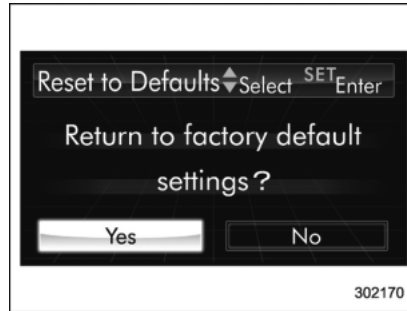 Reset to Defaults Select SET Enter
Return to factory default
settings?
Yes No
302170